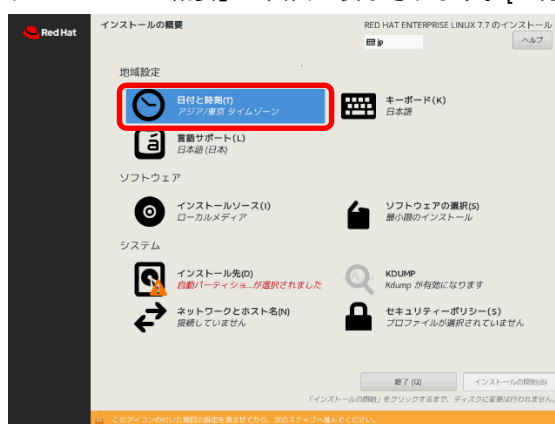 Red Hat
インストールの概要
RED HAT ENTERPRISE LINUX 7.7 のインストール
jp
ヘルプ
地域設定
日付と時刻(T)
アジア/東京 タイムゾーン
キーボード(K)
日本語
言語サポート(L)
日本語 (日本)
ソフトウェア
インストールソース(I)
ローカルメディア
ソフトウェアの選択(S)
最小限のインストール
システム
インストール先(D)
自動パーティショ...が選択されました
KDUMP
Kdump が有効になります
ネットワークとホスト名(N)
接続していません
セキュリティーポリシー(S)
プロファイルが選択されていません
終了(Q)
インストールの開始(B)
「インストールの開始」をクリックするまで、ディスクに変更は行われません。
このアイコンの付いた項目の設定を済ませてから、次のステップへ進んでください。